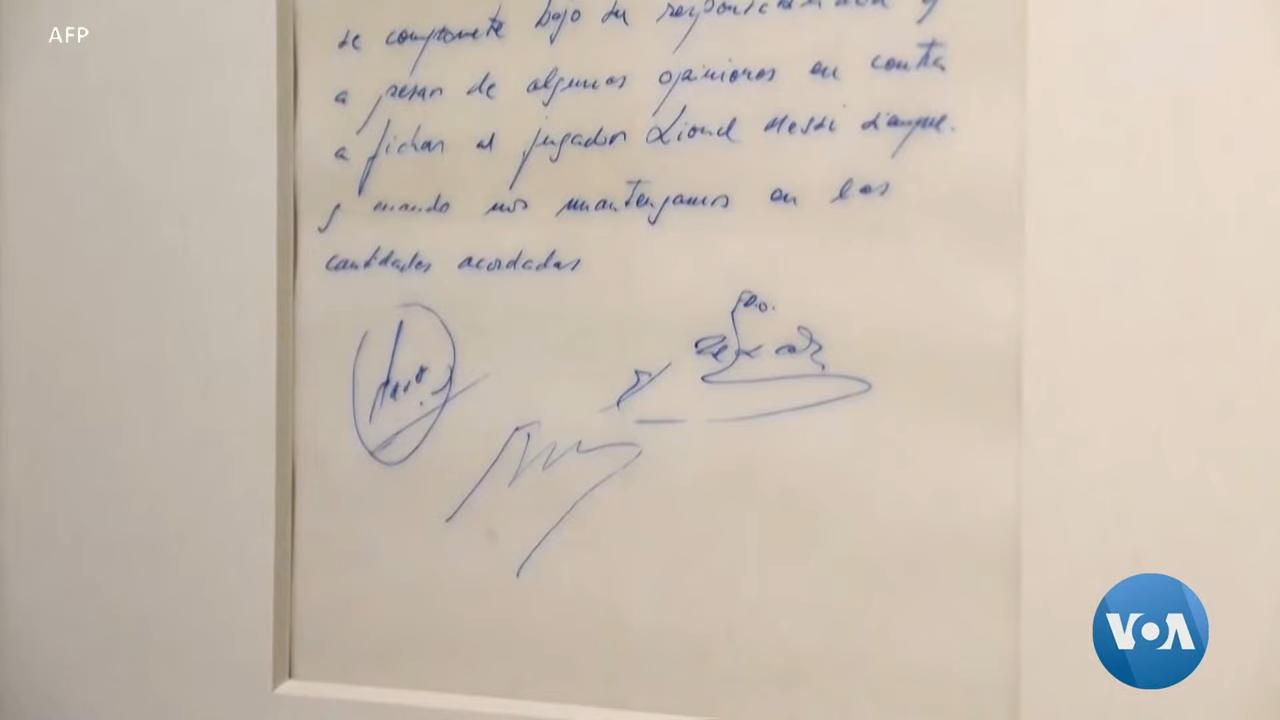 AFP
se compromete bajo su responsabilidad y
a pesar de algunas opiniones en contra
a fichar al jugador Lionel Messi siempre.
y cuando nos mantengamos en las
cantidades acordadas
VOA